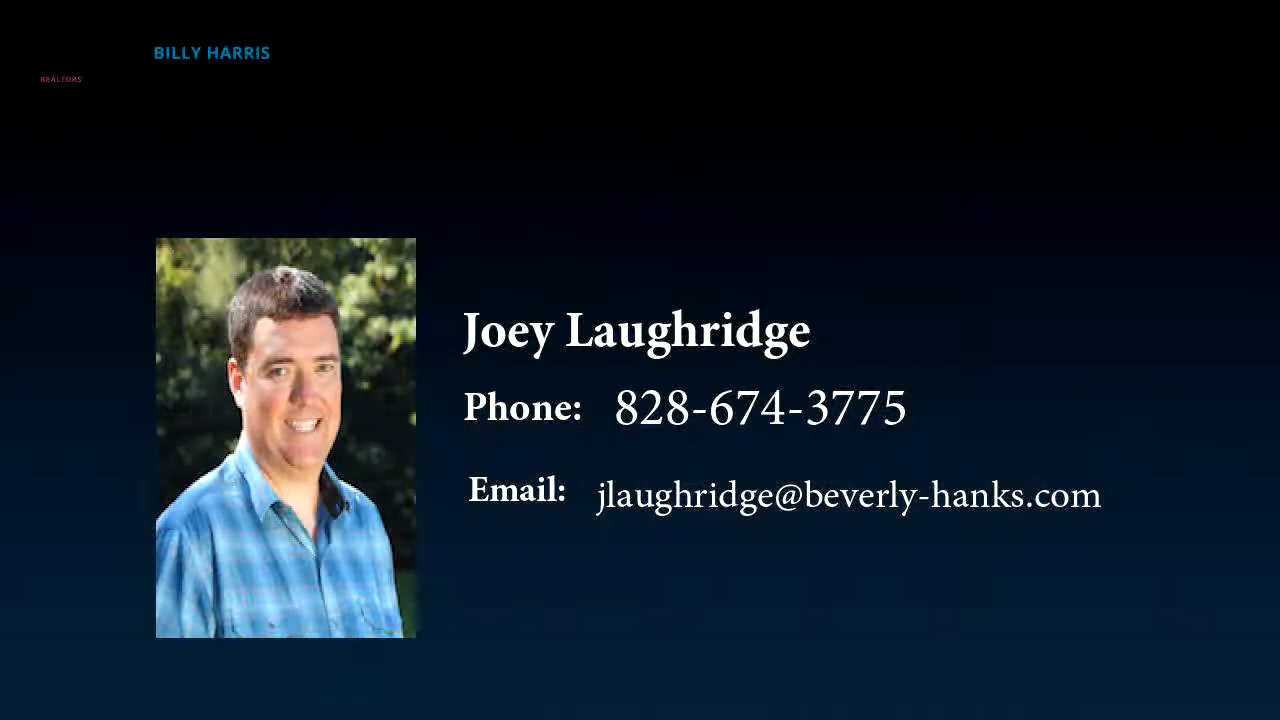 BILLY HARRIS
REALTORS
Joey Laughridge
Phone: 828-674-3775
Email: jlaughridge@beverly-hanks.com